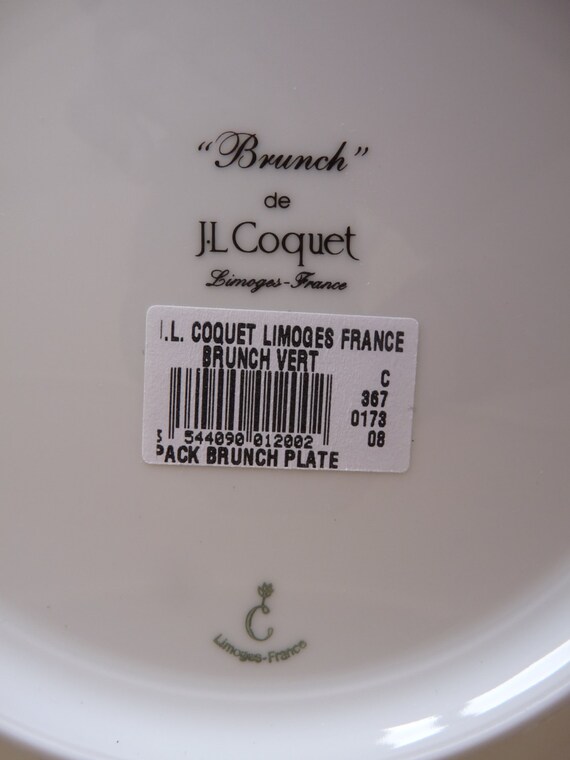 “Brunch”
de
J.L Coquet
Limoges-France
.L. COQUET LIMOGES FRANCE
BRUNCH VERT
C
367
0173
08
544090 012002
PACK BRUNCH PLATE
C
Limoges-France